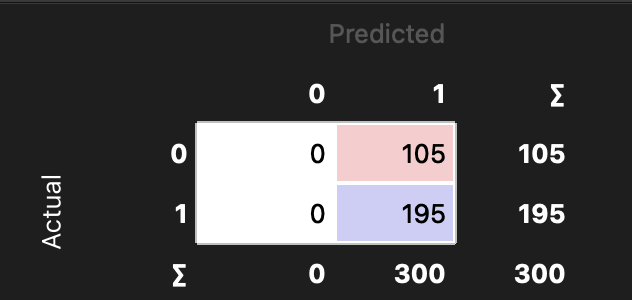 Predicted
0 1 Σ
0 0 105 105
Actual
1 0 195 195
Σ 0 300 300